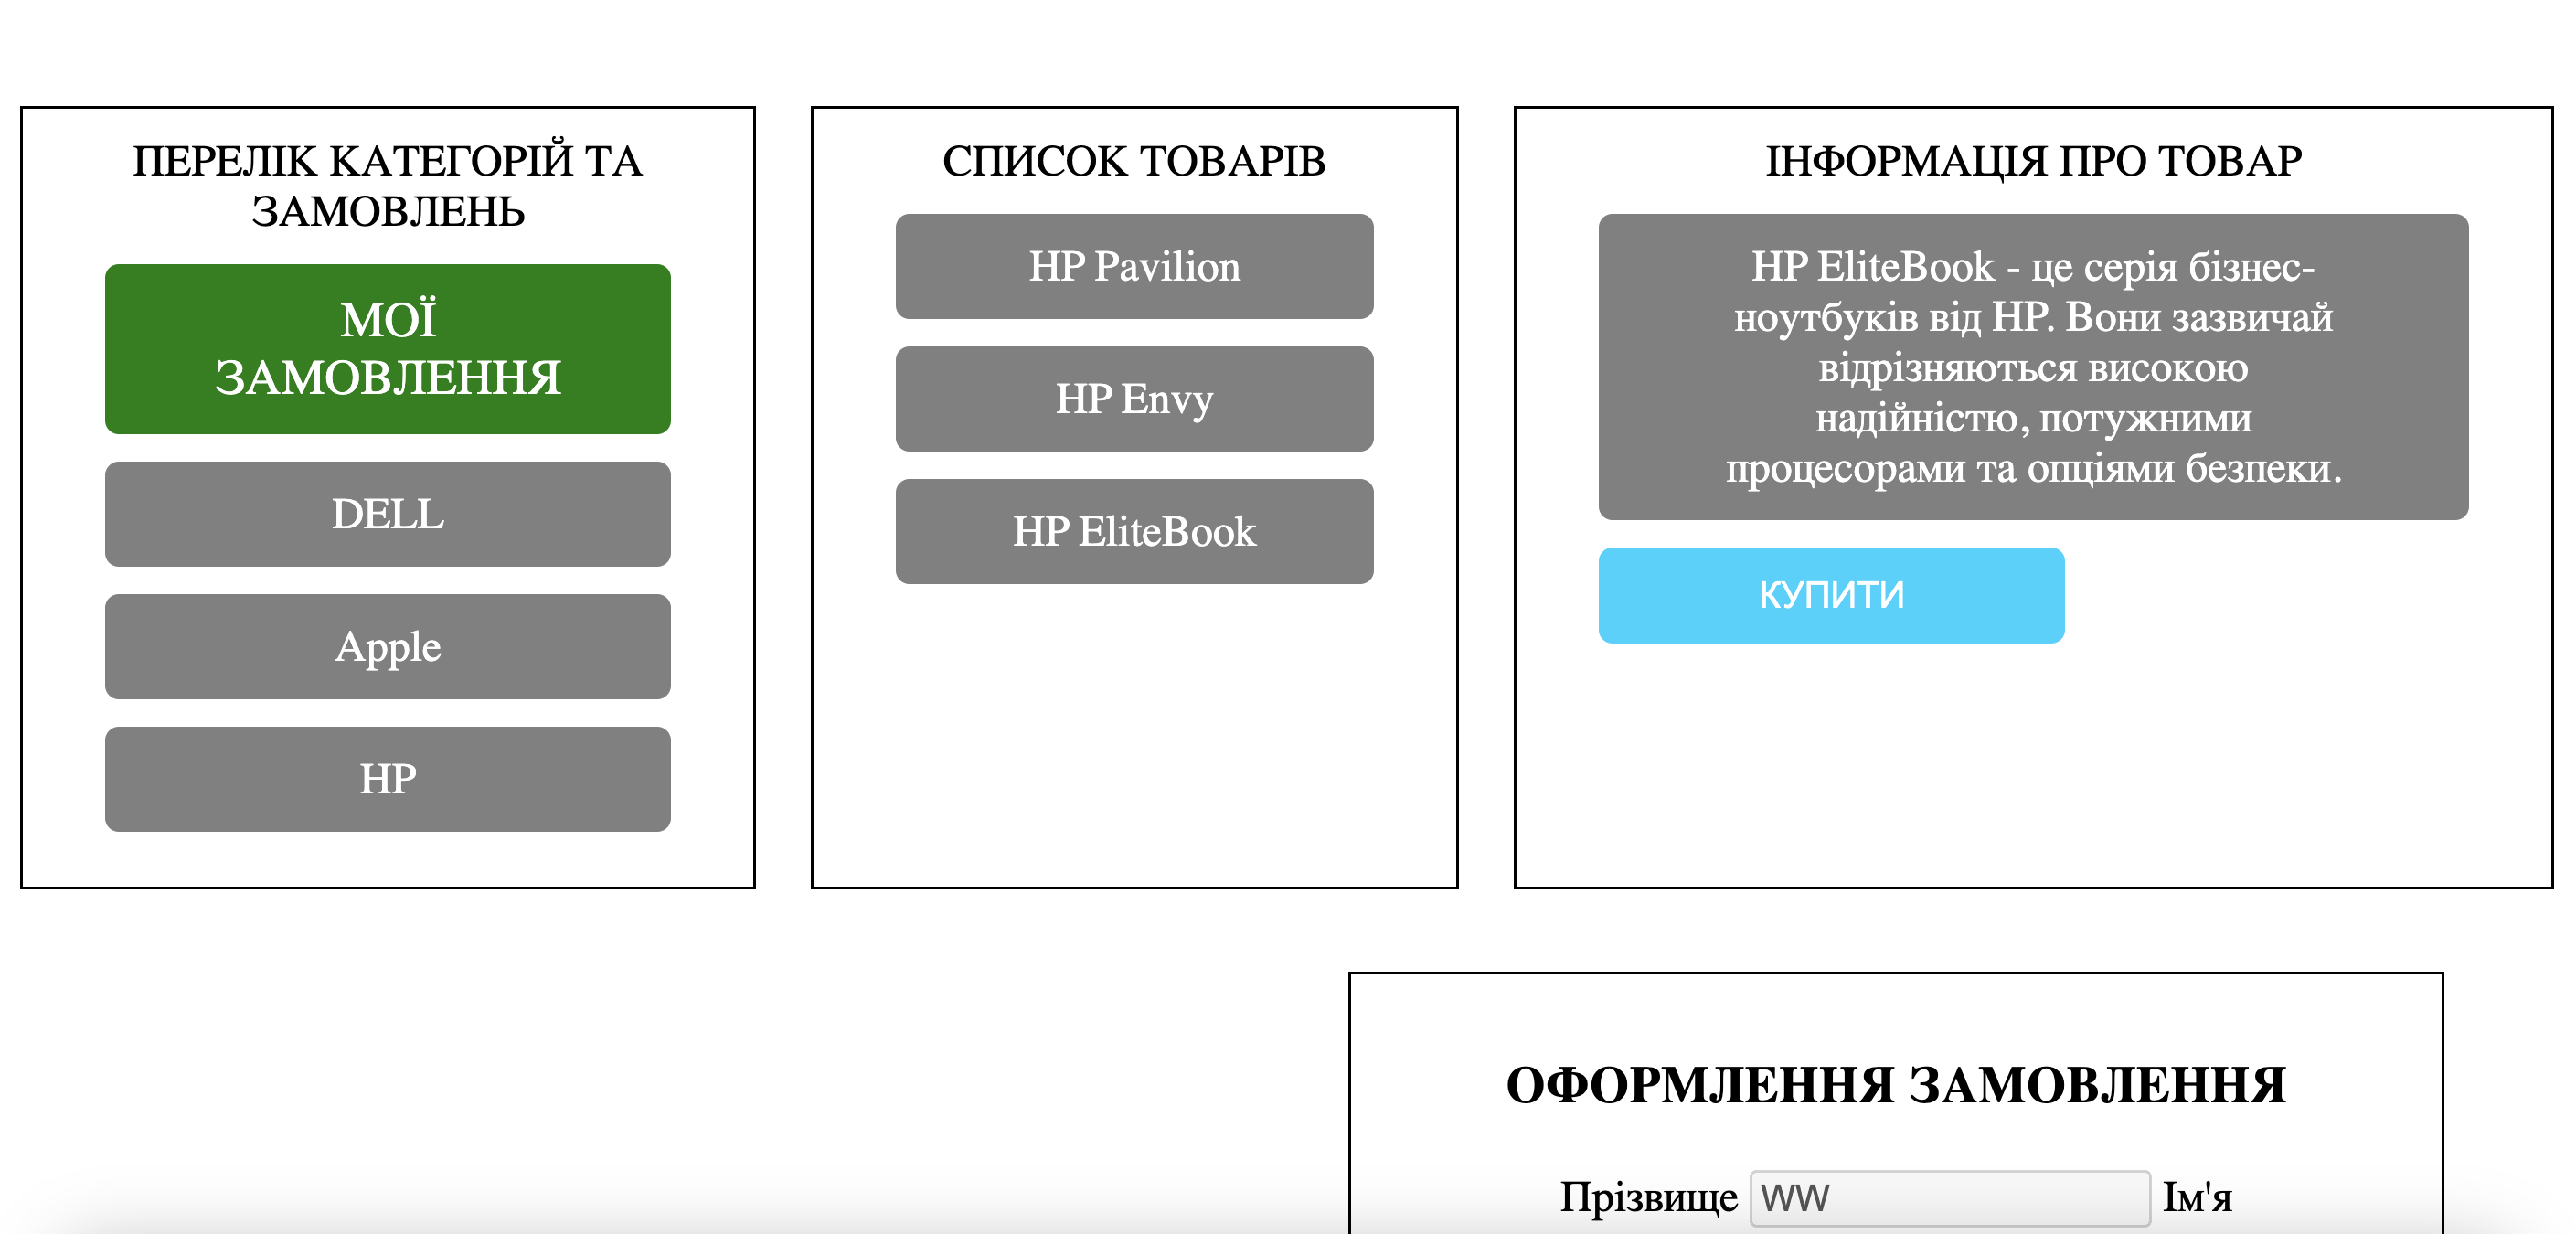 ПЕРЕЛІК КАТЕГОРІЙ ТА
ЗАМОВЛЕНЬ
МОЇ
ЗАМОВЛЕННЯ
DELL
Apple
HP
СПИСОК ТОВАРІВ
HP Pavilion
HP Envy
HP EliteBook
ІНФОРМАЦІЯ ПРО ТОВАР
HP EliteBook - це серія бізнес-
ноутбуків від HP. Вони зазвичай
відрізняються високою
надійністю, потужними
процесорами та опціями безпеки.
КУПИТИ
ОФОРМЛЕННЯ ЗАМОВЛЕННЯ
Прізвище WW Ім'я